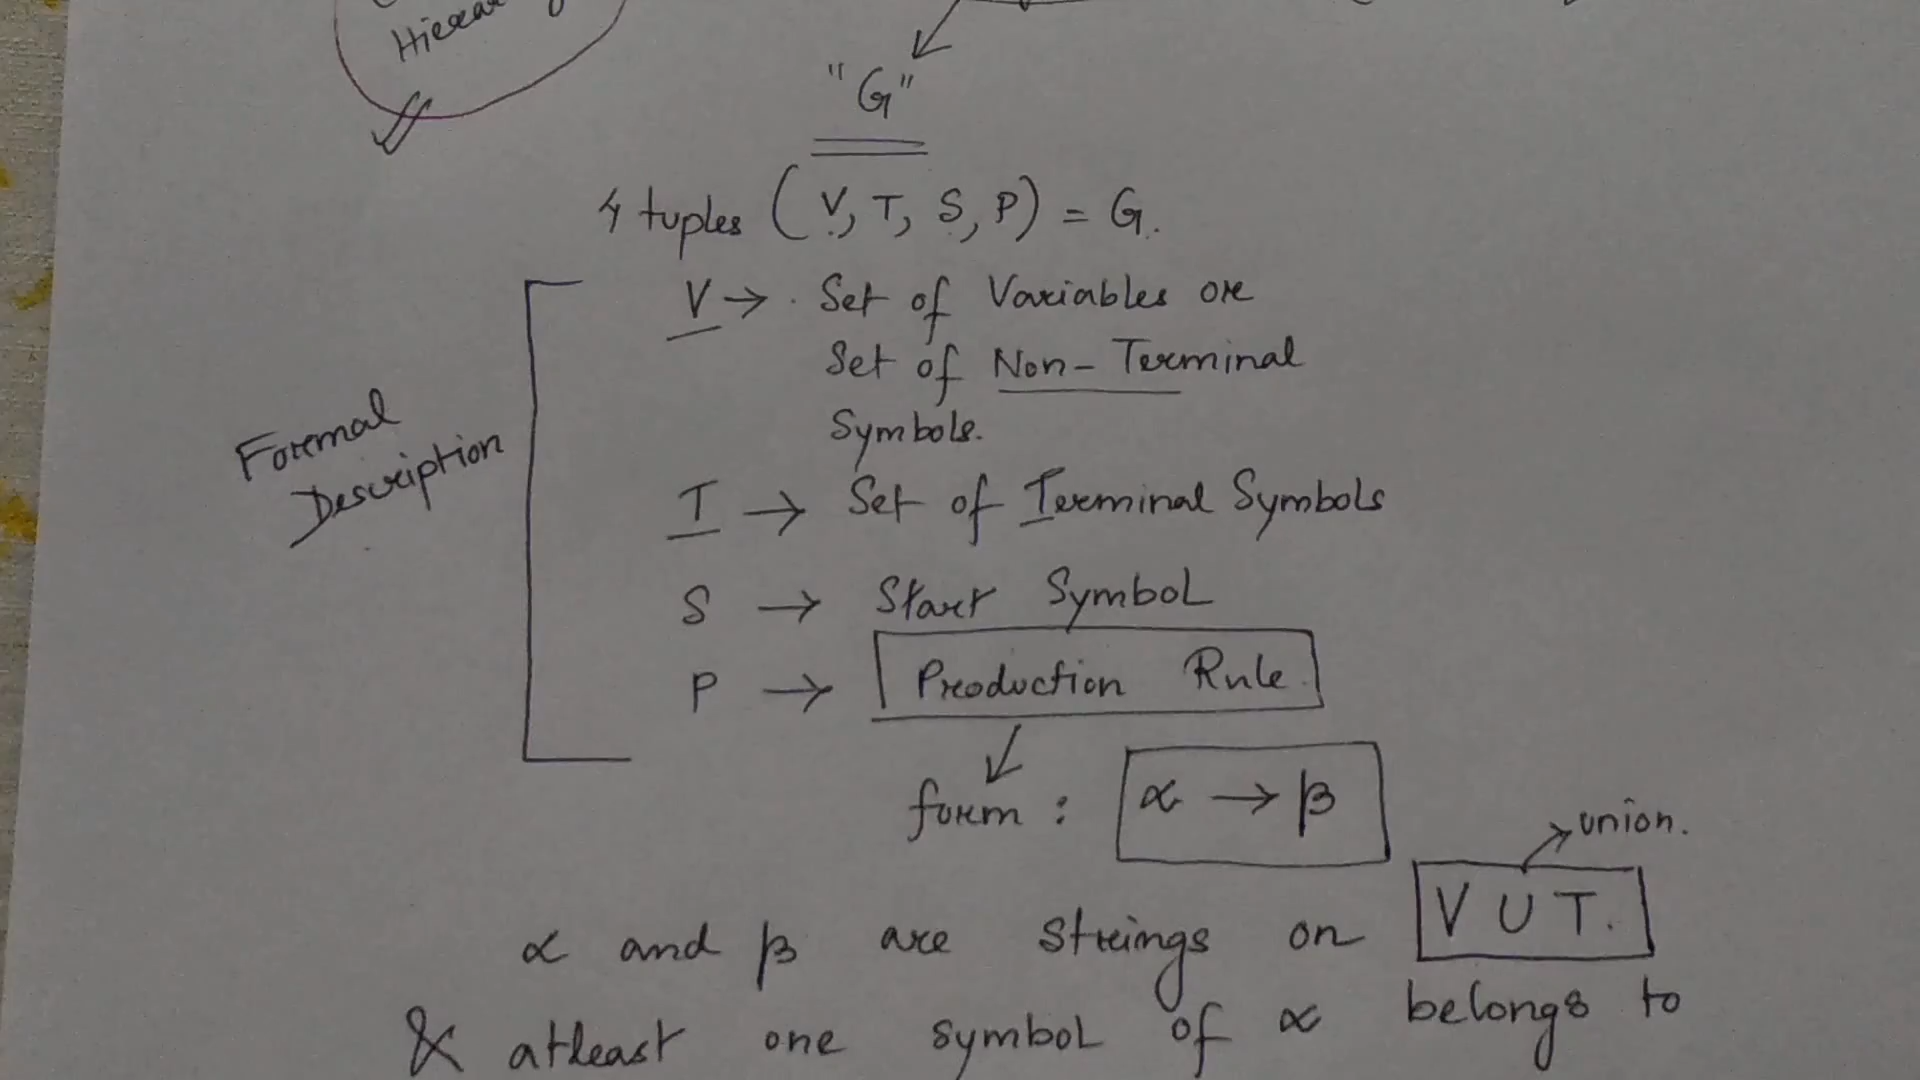 Hierar
"G"
4 tuples (V, T, S, P) = G.
V → Set of Variables or
Set of Non-Terminal
Symbols.
Formal
Description
T → Set of Terminal Symbols
S → Start Symbol
P → Production Rule
form : α → β
union.
α and β are strings on V U T.
& atleast one symbol of α belongs to